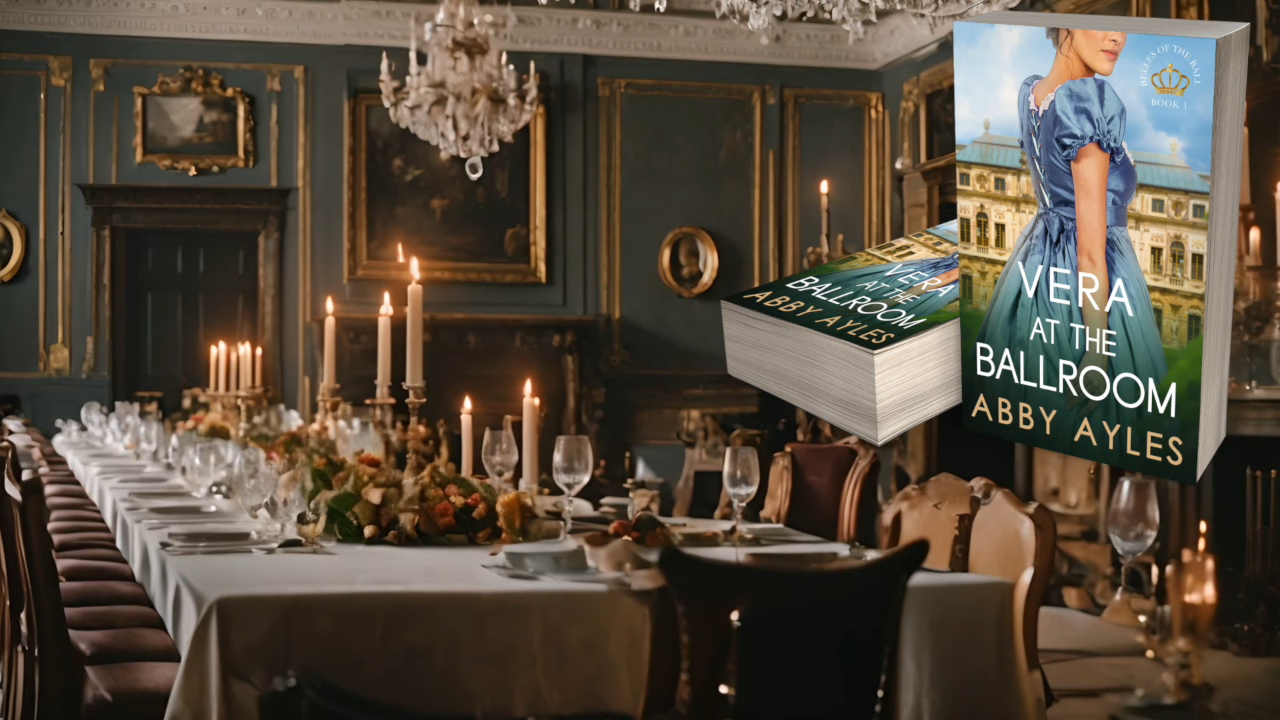 BELLES OF THE BALL
BOOK 1
VERA
AT THE
BALLROOM
ABBY AYLES
VERA
AT THE
BALLROOM
ABBY AYLES